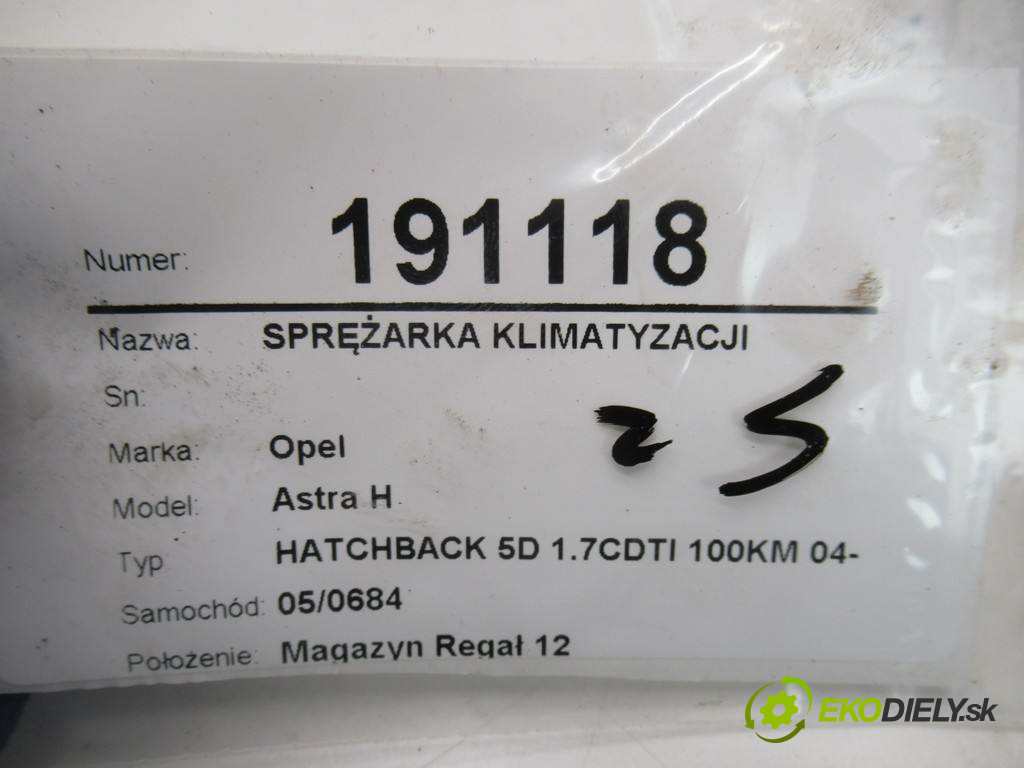 Numer: 191118
Nazwa: SPRĘŻARKA KLIMATYZACJI
Sn:
Marka: Opel
Model: Astra H
Typ HATCHBACK 5D 1.7CDTI 100KM 04-
Samochód: 05/0684
Położenie: Magazyn Regał 12
EKODIELY.sk